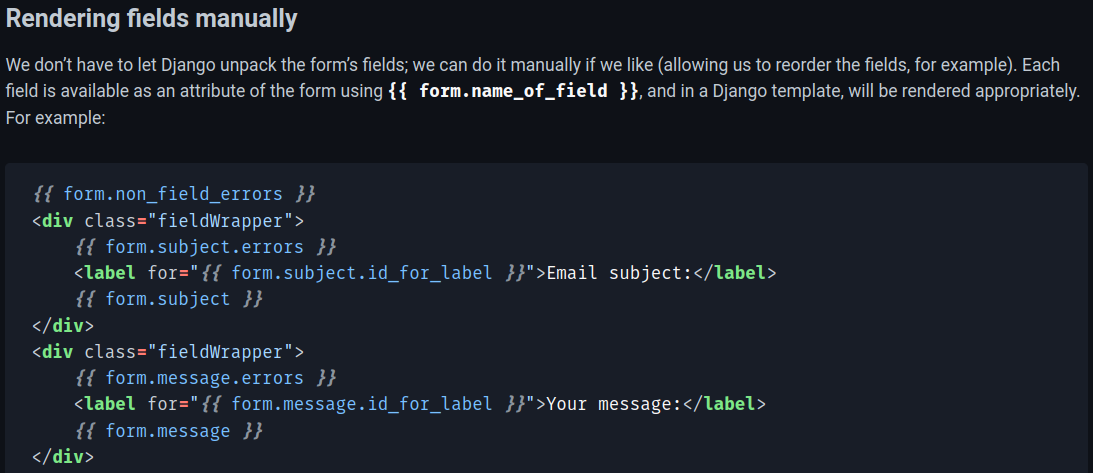 Rendering fields manually
We don’t have to let Django unpack the form’s fields; we can do it manually if we like (allowing us to reorder the fields, for example). Each
field is available as an attribute of the form using {{ form.name_of_field }}, and in a Django template, will be rendered appropriately.
For example:
{{ form.non_field_errors }}
<div class="fieldWrapper">
    {{ form.subject.errors }}
    <label for="{{ form.subject.id_for_label }}">Email subject:</label>
    {{ form.subject }}
</div>
<div class="fieldWrapper">
    {{ form.message.errors }}
    <label for="{{ form.message.id_for_label }}">Your message:</label>
    {{ form.message }}
</div>